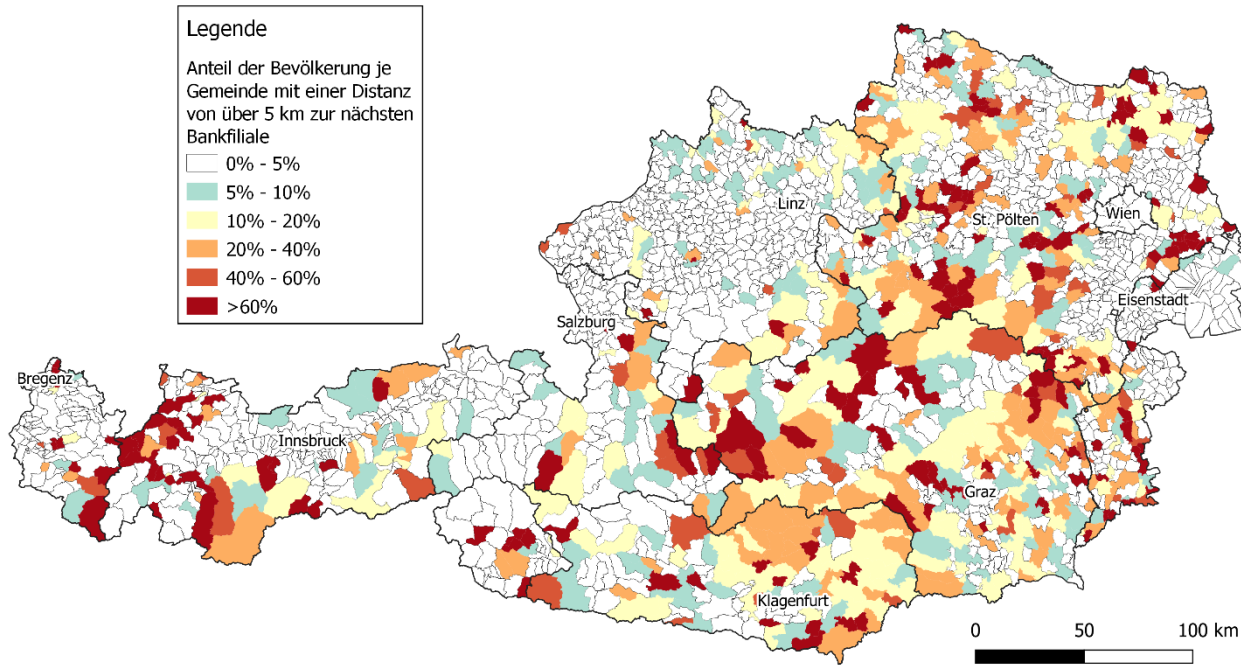 Legende
Anteil der Bevölkerung je
Gemeinde mit einer Distanz
von über 5 km zur nächsten
Bankfiliale
0% - 5%
5% - 10%
10% - 20%
20% - 40%
40% - 60%
>60%
Linz
St. Pölten
Wien
Eisenstadt
Salzburg
Bregenz
Innsbruck
Graz
Klagenfurt
0 50 100 km